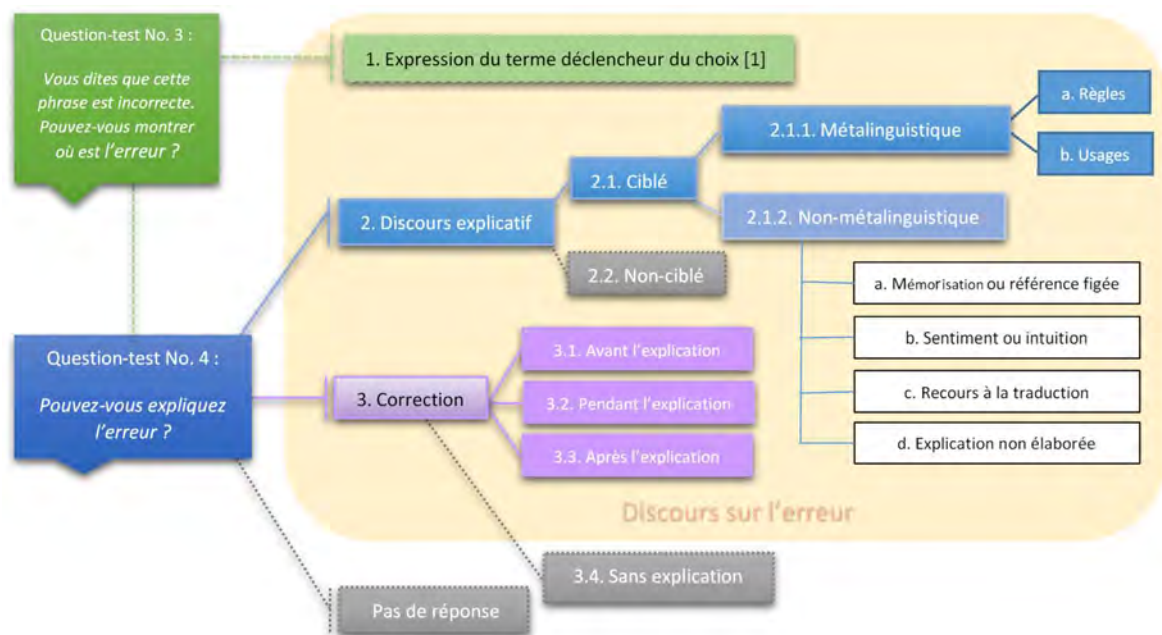 Question-test No. 3 :
Vous dites que cette
phrase est incorrecte.
Pouvez-vous montrer
où est l'erreur ?
1. Expression du terme déclencheur du choix [1]
2.1.1. Métalinguistique
a. Règles
b. Usages
2.1. Ciblé
2. Discours explicatif
2.1.2. Non-métalinguistique
2.2. Non-ciblé
a. Mémorisation ou référence figée
b. Sentiment ou intuition
c. Recours à la traduction
d. Explication non élaborée
Question-test No. 4 :
Pouvez-vous expliquez
l'erreur ?
3. Correction
3.1. Avant l'explication
3.2. Pendant l'explication
3.3. Après l'explication
Discours sur l'erreur
3.4. Sans explication
Pas de réponse